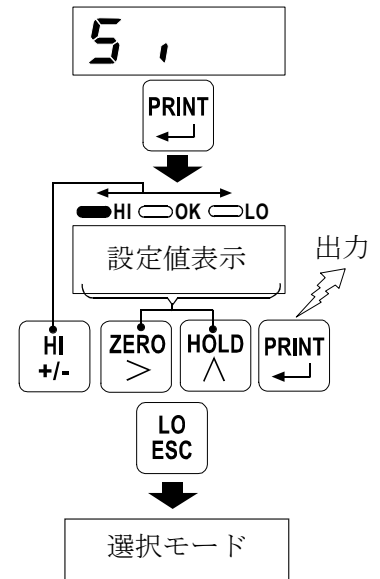 5 ı
PRINT
HI OK LO
設定値表示
出力
HI
+/-
ZERO
>
HOLD
∧
PRINT
LO
ESC
選択モード